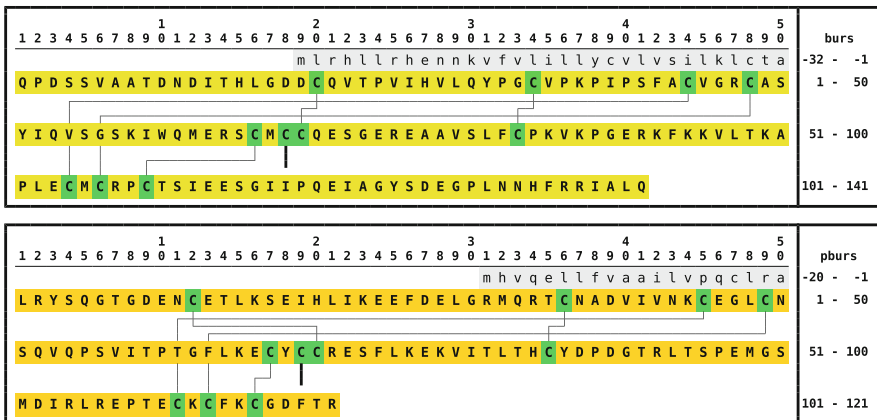 1 2 3 4 5 burs
1 2 3 4 5 6 7 8 9 0 1 2 3 4 5 6 7 8 9 0 1 2 3 4 5 6 7 8 9 0 1 2 3 4 5 6 7 8 9 0 1 2 3 4 5 6 7 8 9 0
m l r h l l r h e n n k v f v l i l l y c v l v s i l k l c t a -32 - -1
Q P D S S V A A T D N D I T H L G D D C Q V T P V I H V L Q Y P G C V P K P I P S F A C V G R C A S 1 - 50
Y I Q V S G S K I W Q M E R S C M C C Q E S G E R E A A V S L F C P K V K P G E R K F K K V L T K A 51 - 100
P L E C M C R P C T S I E E S G I I P Q E I A G Y S D E G P L N N H F R R I A L Q 101 - 141
1 2 3 4 5 pburs
1 2 3 4 5 6 7 8 9 0 1 2 3 4 5 6 7 8 9 0 1 2 3 4 5 6 7 8 9 0 1 2 3 4 5 6 7 8 9 0 1 2 3 4 5 6 7 8 9 0
m h v q e l l f v a a i l v p q c l r a -20 - -1
L R Y S Q G T G D E N C E T L K S E I H L I K E E F D E L G R M Q R T C N A D V I V N K C E G L C N 1 - 50
S Q V Q P S V I T P T G F L K E C Y C C R E S F L K E K V I T L T H C Y D P D G T R L T S P E M G S 51 - 100
M D I R L R E P T E C K C F K C G D F T R 101 - 121